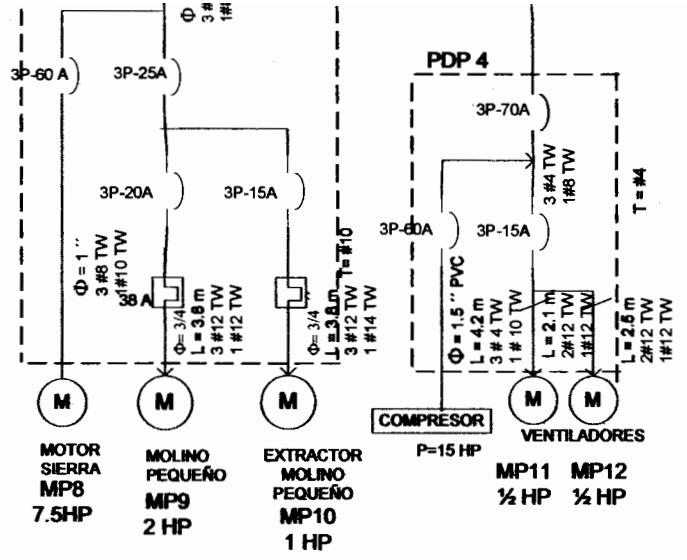 Φ
3 #
1#
3P-60 A
3P-25A
3P-20A
3P-15A
Φ = 1 ″
3 #8 TW
1#10 TW
38 A
Φ= 3/4
L = 3.8 m
3 #12 TW
1 #12 TW
Φ= 3/4
L = 3.8 m
T= #10
3 #12 TW
1 #14 TW
M
M
M
MOTOR
SIERRA
MP8
7.5HP
MOLINO
PEQUEÑO
MP9
2 HP
EXTRACTOR
MOLINO
PEQUEÑO
MP10
1 HP
PDP 4
3P-70A
3 #4 TW
1#8 TW
T = #4
3P-60A
3P-15A
Φ = 1.5 ″ PVC
L = 4.2 m
3 # 4 TW
1 # 10 TW
L = 2.1 m
2#12 TW
1#12 TW
L = 2.5 m
2#12 TW
1#12 TW
COMPRESOR
P=15 HP
M
M
VENTILADORES
MP11
½ HP
MP12
½ HP